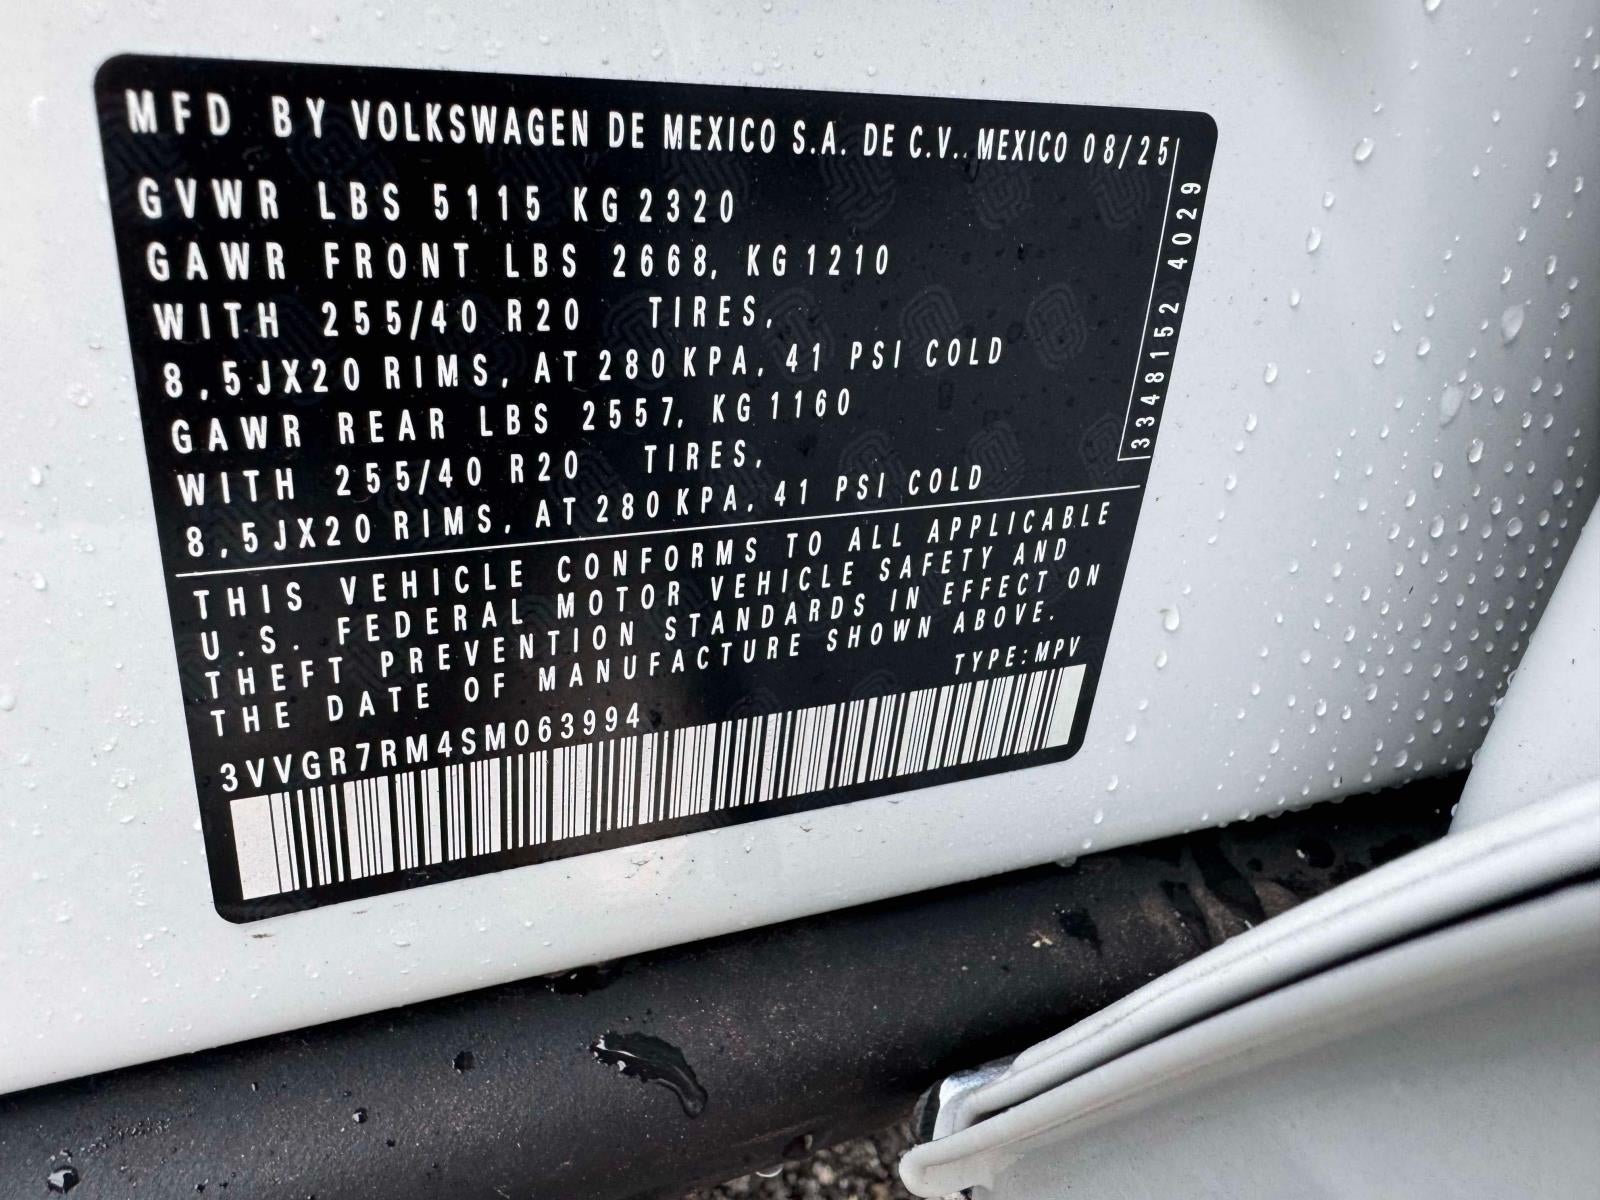 MFD BY VOLKSWAGEN DE MEXICO S.A. DE C.V. MEXICO 08/25
GVWR LBS 5115 KG 2320
GAWR FRONT LBS 2668, KG 1210
WITH 255/40 R20 TIRES,
8,5JX20 RIMS, AT 280 KPA, 41 PSI COLD
GAWR REAR LBS 2557, KG 1160
WITH 255/40 R20 TIRES,
8,5JX20 RIMS, AT 280 KPA, 41 PSI COLD
3348152 4029
THIS VEHICLE CONFORMS TO ALL APPLICABLE
U.S. FEDERAL MOTOR VEHICLE SAFETY AND
THEFT PREVENTION STANDARDS IN EFFECT ON
THE DATE OF MANUFACTURE SHOWN ABOVE.
TYPE:MPV
3VVGR7RM4SM063994